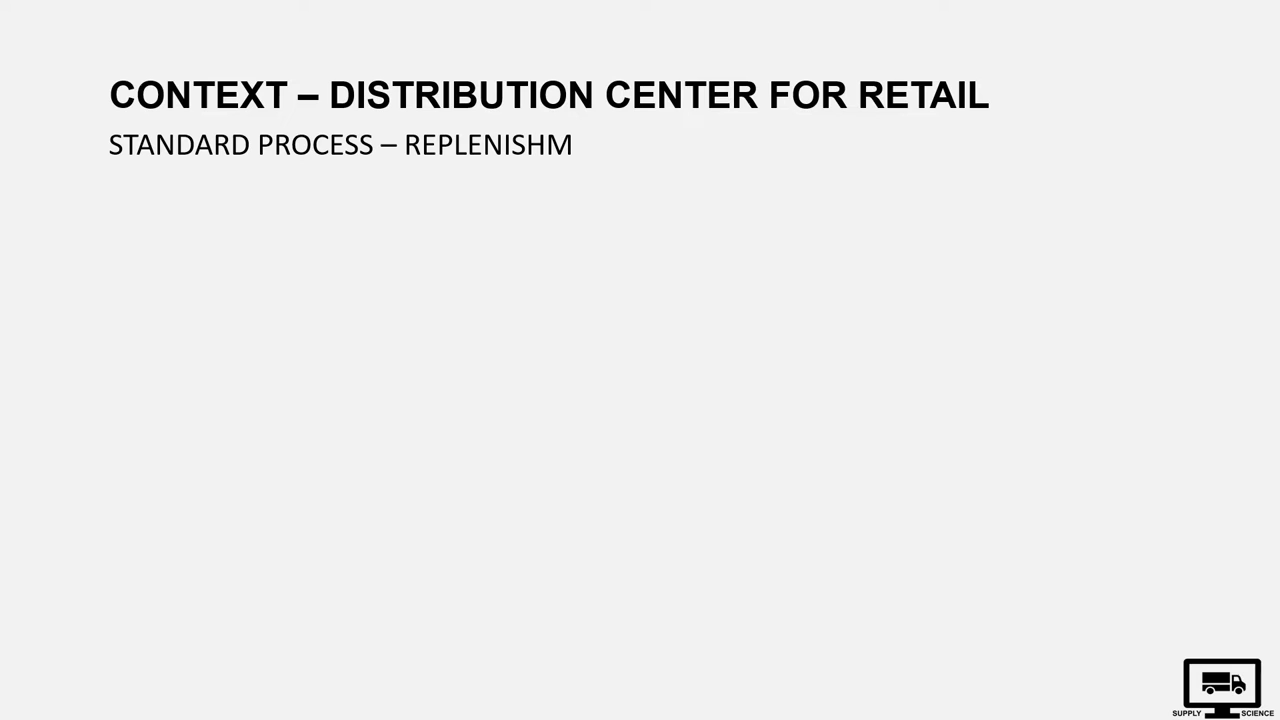 CONTEXT – DISTRIBUTION CENTER FOR RETAIL
STANDARD PROCESS – REPLENISHM
SUPPLY SCIENCE